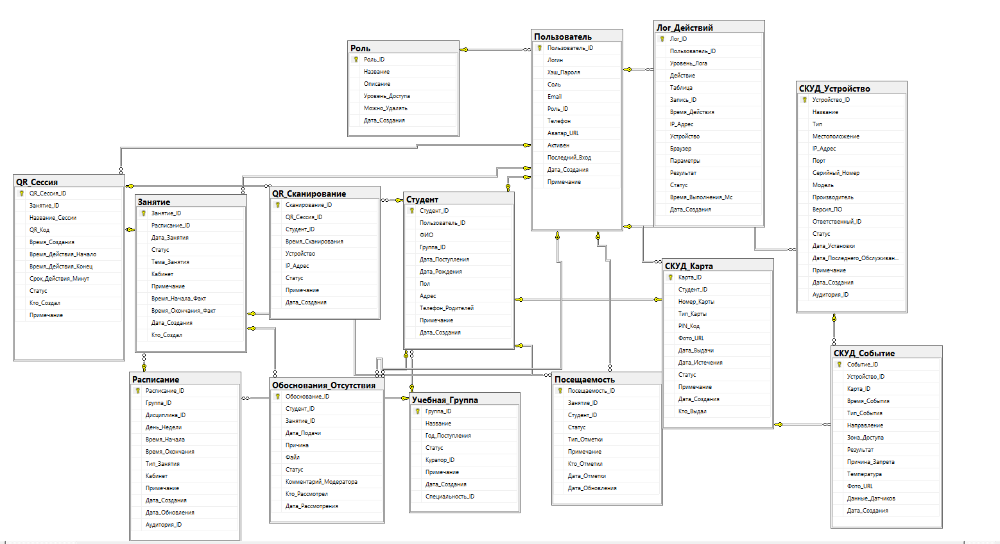 Роль
Роль_ID
Название
Описание
Уровень_Доступа
Можно_Удалять
Дата_Создания
Пользователь
Пользователь_ID
Логин
Хэш_Пароля
Соль
Email
Роль_ID
Телефон
Аватар_URL
Активен
Последний_Вход
Дата_Создания
Примечание
Лог_Действий
Лог_ID
Пользователь_ID
Уровень_Лога
Действие
Таблица
Запись_ID
Время_Действия
IP_Адрес
Устройство
Браузер
Параметры
Результат
Статус
Время_Выполнения_Мс
Дата_Создания
СКУД_Устройство
Устройство_ID
Название
Тип
Местоположение
IP_Адрес
Порт
Серийный_Номер
Модель
Производитель
Версия_ПО
Ответственный_ID
Статус
Дата_Установки
Дата_Последнего_Обслуживан...
Примечание
Дата_Создания
Аудитория_ID
QR_Сессия
QR_Сессия_ID
Занятие_ID
Название_Сессии
QR_Код
Время_Создания
Время_Действия_Начало
Время_Действия_Конец
Срок_Действия_Минут
Статус
Кто_Создал
Примечание
Занятие
Занятие_ID
Расписание_ID
Дата_Занятия
Статус
Тема_Занятия
Кабинет
Примечание
Время_Начала_Факт
Время_Окончания_Факт
Дата_Создания
Кто_Создал
QR_Сканирование
Сканирование_ID
QR_Сессия_ID
Студент_ID
Время_Сканирования
Устройство
IP_Адрес
Статус
Примечание
Дата_Создания
Студент
Студент_ID
Пользователь_ID
ФИО
Группа_ID
Дата_Поступления
Дата_Рождения
Пол
Адрес
Телефон_Родителей
Примечание
Дата_Создания
СКУД_Карта
Карта_ID
Студент_ID
Номер_Карты
Тип_Карты
PIN_Код
Фото_URL
Дата_Выдачи
Дата_Истечения
Статус
Примечание
Дата_Создания
Кто_Выдал
СКУД_Событие
Событие_ID
Устройство_ID
Карта_ID
Время_События
Тип_События
Направление
Зона_Доступа
Результат
Причина_Запрета
Температура
Фото_URL
Данные_Датчиков
Дата_Создания
Расписание
Расписание_ID
Группа_ID
Дисциплина_ID
День_Недели
Время_Начала
Время_Окончания
Тип_Занятия
Кабинет
Примечание
Дата_Создания
Дата_Обновления
Аудитория_ID
Обоснования_Отсутствия
Обоснование_ID
Студент_ID
Занятие_ID
Дата_Подачи
Причина
Файл
Статус
Комментарий_Модератора
Кто_Рассмотрел
Дата_Рассмотрения
Учебная_Группа
Группа_ID
Название
Год_Поступления
Статус
Куратор_ID
Примечание
Дата_Создания
Специальность_ID
Посещаемость
Посещаемость_ID
Занятие_ID
Студент_ID
Статус
Тип_Отметки
Примечание
Кто_Отметил
Дата_Отметки
Дата_Обновления